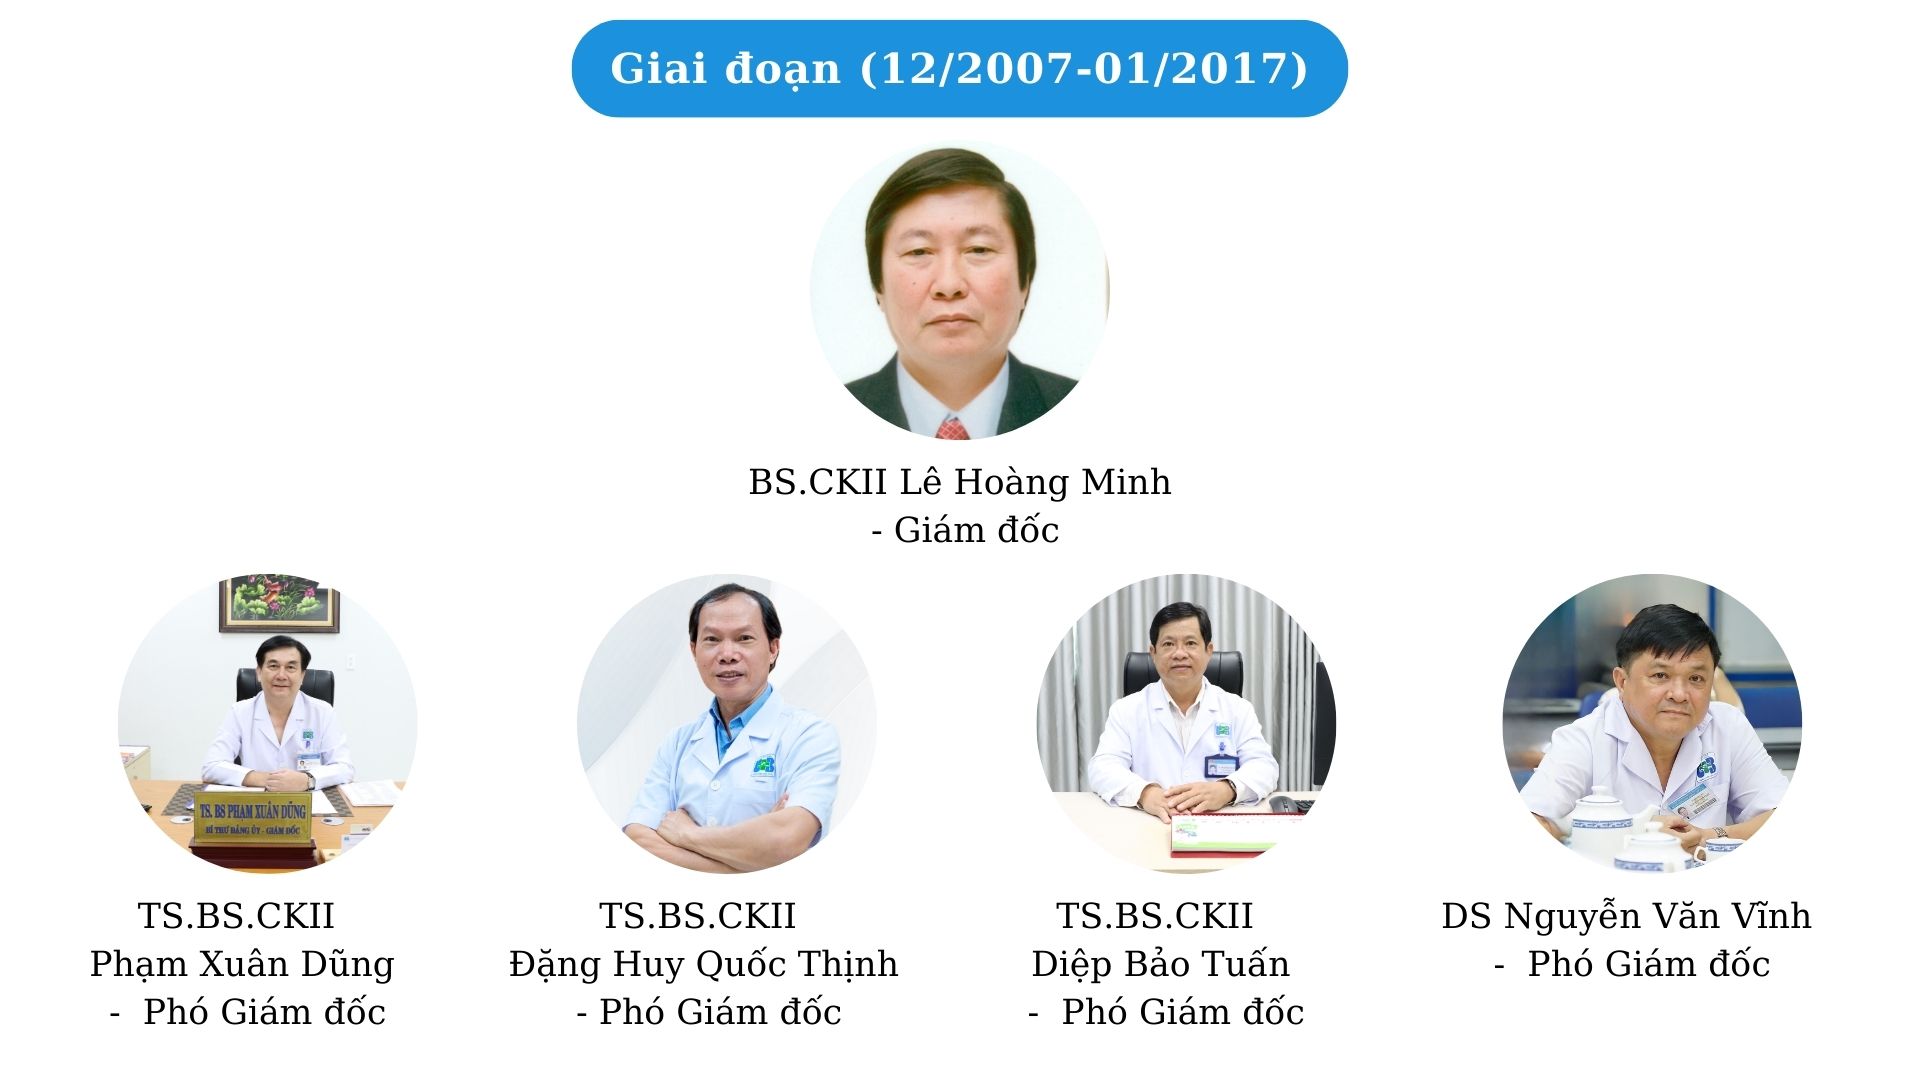 Giai đoạn (12/2007-01/2017)
BS.CKII Lê Hoàng Minh
- Giám đốc
TS. BS PHẠM XUÂN DŨNG
BÍ THƯ ĐẢNG ỦY - GIÁM ĐỐC
TS.BS.CKII
Phạm Xuân Dũng
- Phó Giám đốc
TS.BS.CKII
Đặng Huy Quốc Thịnh
- Phó Giám đốc
TS.BS.CKII
Diệp Bảo Tuấn
- Phó Giám đốc
DS Nguyễn Văn Vĩnh
- Phó Giám đốc